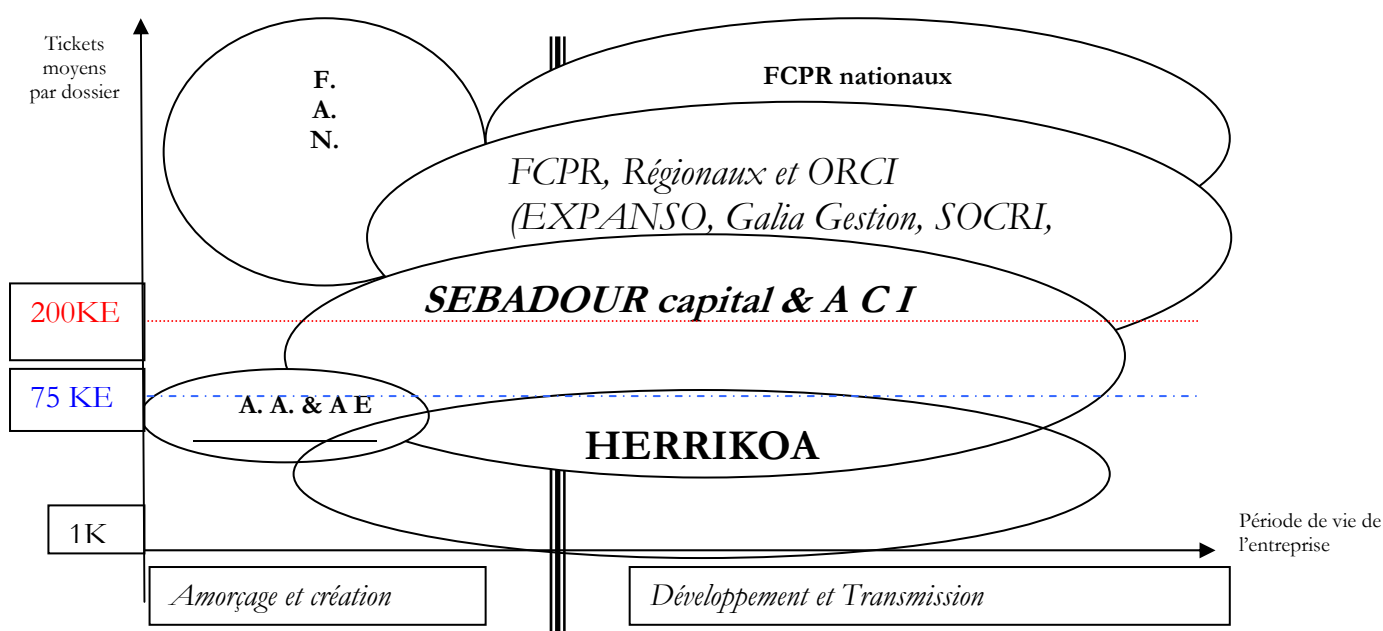 Tickets
moyens
par dossier
F.
A.
N.
FCPR nationaux
FCPR, Régionaux et ORCI
(EXPANSO, Galia Gestion, SOCRI,
SEBADOUR capital & A C I
200KE
75 KE
A. A. & A E
HERRIKOA
1K
Période de vie de
l'entreprise
Amorçage et création
Développement et Transmission